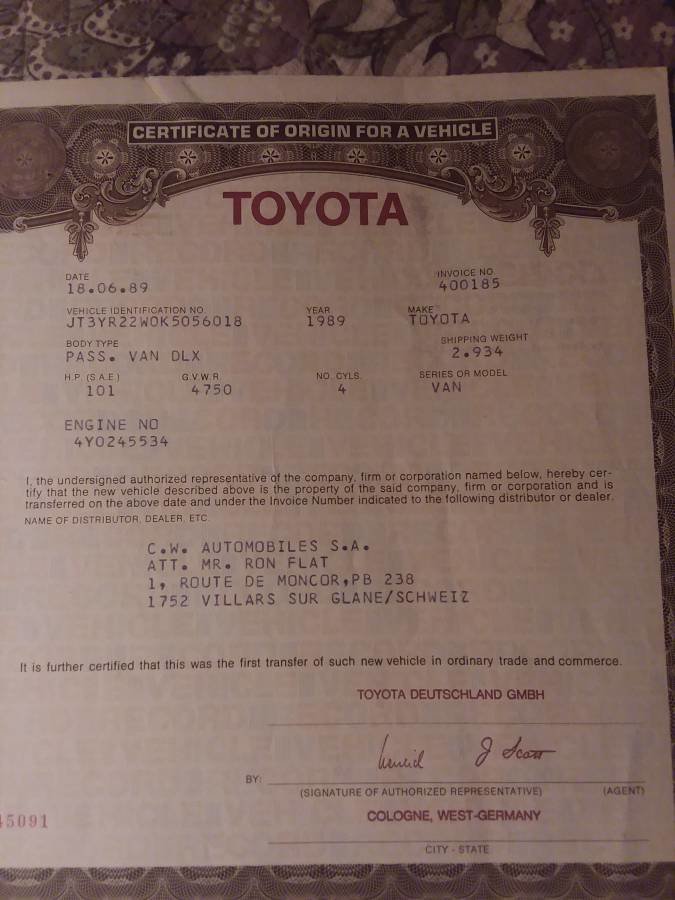 CERTIFICATE OF ORIGIN FOR A VEHICLE
TOYOTA
DATE
18.06.89
INVOICE NO.
400185
VEHICLE IDENTIFICATION NO. YEAR MAKE
JT3YR22W0K5056018 1989 TOYOTA
BODY TYPE SHIPPING WEIGHT
PASS. VAN DLX 2.934
H.P. (S.A.E.) G.V.W.R. NO. CYLS. SERIES OR MODEL
101 4750 4 VAN
ENGINE NO
4Y0245534
I, the undersigned authorized representative of the company, firm or corporation named below, hereby cer-
tify that the new vehicle described above is the property of the said company, firm or corporation and is
transferred on the above date and under the Invoice Number indicated to the following distributor or dealer.
NAME OF DISTRIBUTOR, DEALER, ETC.
C.W. AUTOMOBILES S.A.
ATT. MR. RON FLAT
1, ROUTE DE MONCOR,PB 238
1752 VILLARS SUR GLANE/SCHWEIZ
It is further certified that this was the first transfer of such new vehicle in ordinary trade and commerce.
TOYOTA DEUTSCHLAND GMBH
J Scott
BY:
(SIGNATURE OF AUTHORIZED REPRESENTATIVE) (AGENT)
COLOGNE, WEST-GERMANY
45091
CITY - STATE